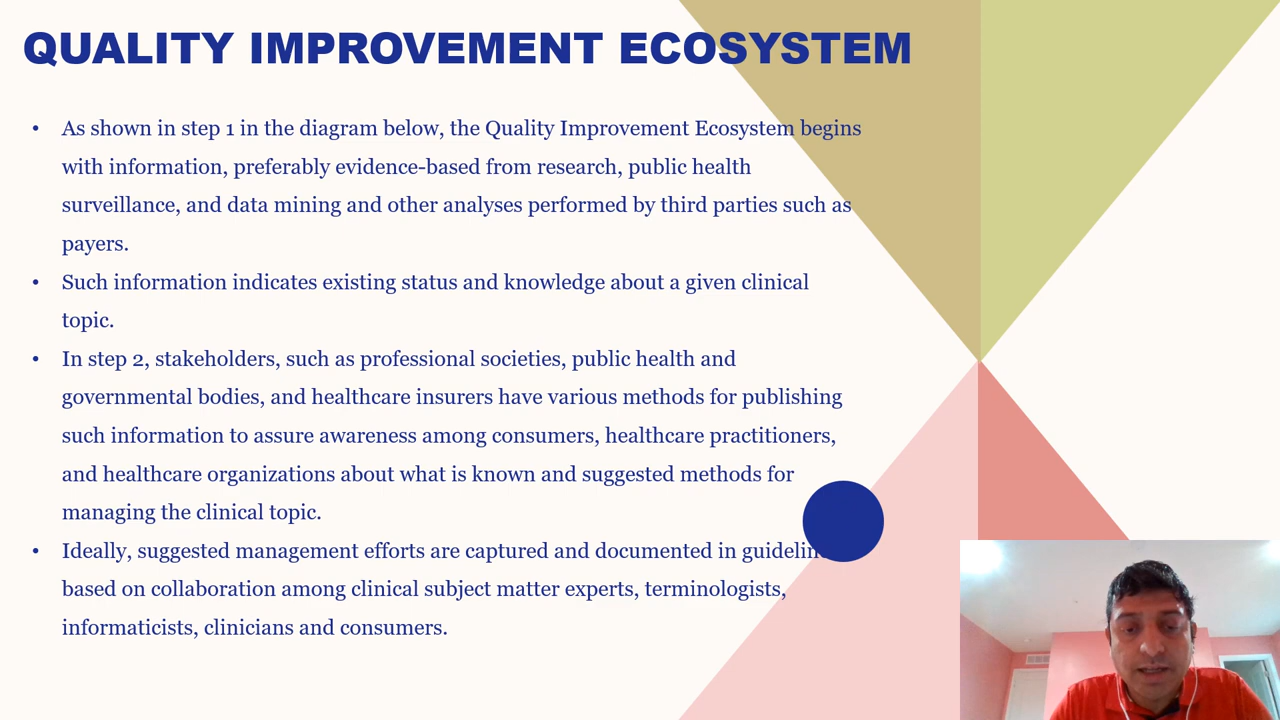 QUALITY IMPROVEMENT ECOSYSTEM
• As shown in step 1 in the diagram below, the Quality Improvement Ecosystem begins
with information, preferably evidence-based from research, public health
surveillance, and data mining and other analyses performed by third parties such as
payers.
• Such information indicates existing status and knowledge about a given clinical
topic.
• In step 2, stakeholders, such as professional societies, public health and
governmental bodies, and healthcare insurers have various methods for publishing
such information to assure awareness among consumers, healthcare practitioners,
and healthcare organizations about what is known and suggested methods for
managing the clinical topic.
• Ideally, suggested management efforts are captured and documented in
based on collaboration among clinical subject matter experts, terminologists,
informaticists, clinicians and consumers.